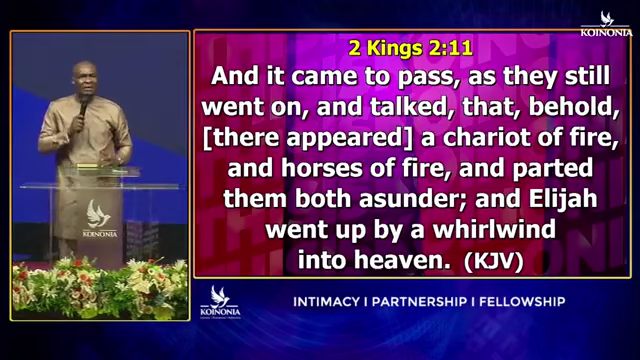 KOINONIA
2 Kings 2:11
And it came to pass, as they still
went on, and talked, that, behold,
[there appeared] a chariot of fire,
and horses of fire, and parted
them both asunder; and Elijah
went up by a whirlwind
into heaven. (KJV)
KOINONIA
KOINONIA
INTIMACY I PARTNERSHIP I FELLOWSHIP